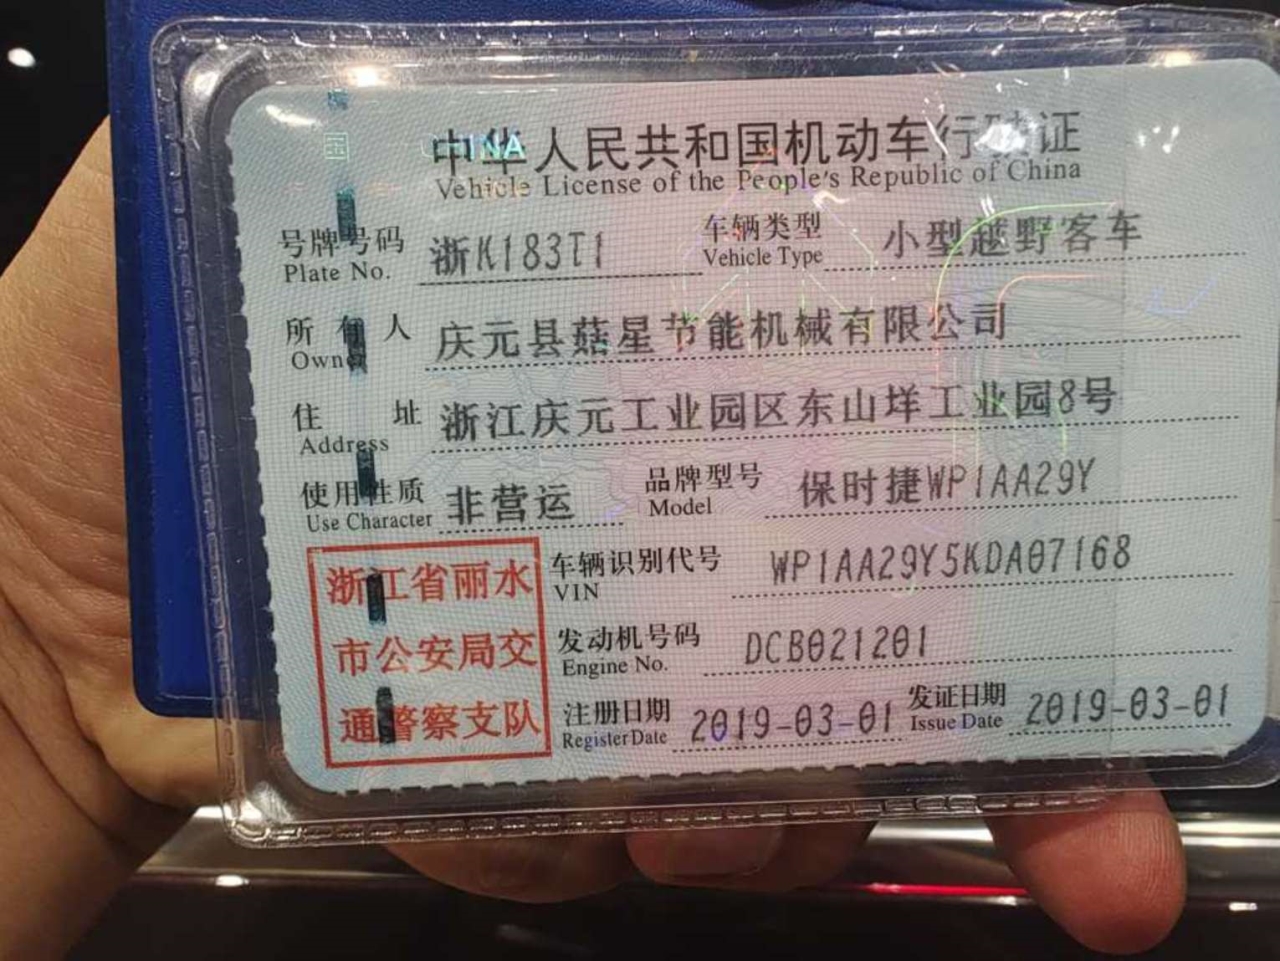 中华人民共和国机动车行驶证
Vehicle License of the People's Republic of China
号牌号码 浙K183T1 车辆类型 小型越野客车
Plate No. Vehicle Type
所有人 庆元县菇星节能机械有限公司
Owner
住址 浙江庆元工业园区东山垟工业园8号
Address
使用性质 非营运 品牌型号 保时捷WP1AA29Y
Use Character Model
浙江省丽水
市公安局交
通警察支队
车辆识别代号 WP1AA29Y5KDA07168
VIN
发动机号码 DCB021201
Engine No.
注册日期 2019-03-01 发证日期 2019-03-01
Register Date Issue Date